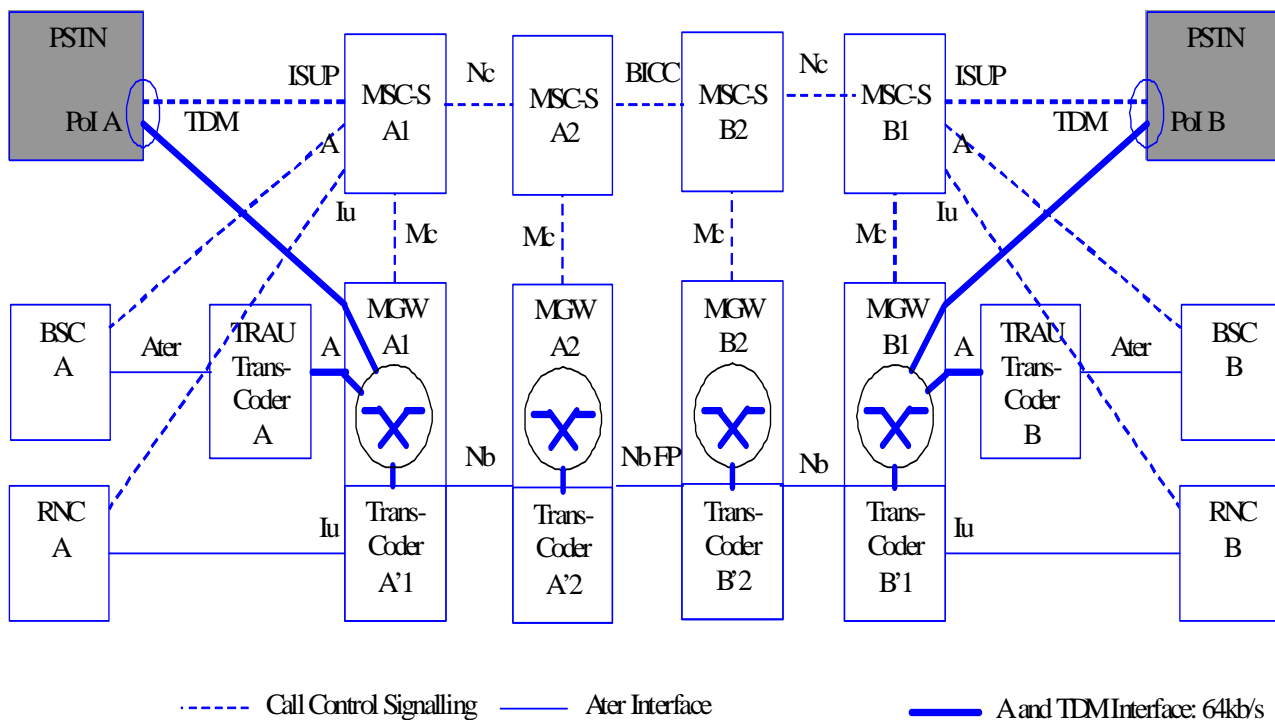 PSTN
PSTN
ISUP
Nc
BICC
Nc
ISUP
MSC-S
A1
MSC-S
A2
MSC-S
B2
MSC-S
B1
PoI A
TDM
TDM
PoI B
A
A
Iu
Iu
Mc
Mc
Mc
Mc
BSC
A
Ater
TRAU
Trans-
Coder
A
A
MGW
A1
MGW
A2
MGW
B2
MGW
B1
A
TRAU
Trans-
Coder
B
Ater
BSC
B
Nb
Nb FP
Nb
RNC
A
Iu
Trans-
Coder
A'1
Trans-
Coder
A'2
Trans-
Coder
B'2
Trans-
Coder
B'1
Iu
RNC
B
Call Control Signalling
Ater Interface
A and TDM Interface: 64kb/s